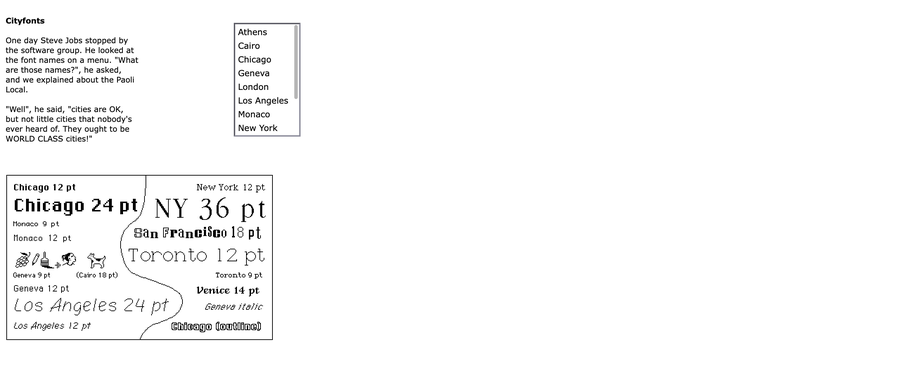 Cityfonts
One day Steve Jobs stopped by
the software group. He looked at
the font names on a menu. "What
are those names?", he asked,
and we explained about the Paoli
Local.
"Well", he said, "cities are OK,
but not little cities that nobody's
ever heard of. They ought to be
WORLD CLASS cities!"
Athens
Cairo
Chicago
Geneva
London
Los Angeles
Monaco
New York
Chicago 12 pt
Chicago 24 pt
Monaco 9 pt
Monaco 12 pt
Geneva 9 pt
(Cairo 18 pt)
Geneva 12 pt
Los Angeles 24 pt
Los Angeles 12 pt
New York 12 pt
NY 36 pt
San Francisco 18 pt
Toronto 12 pt
Toronto 9 pt
Venice 14 pt
Geneva italic
Chicago (outline)